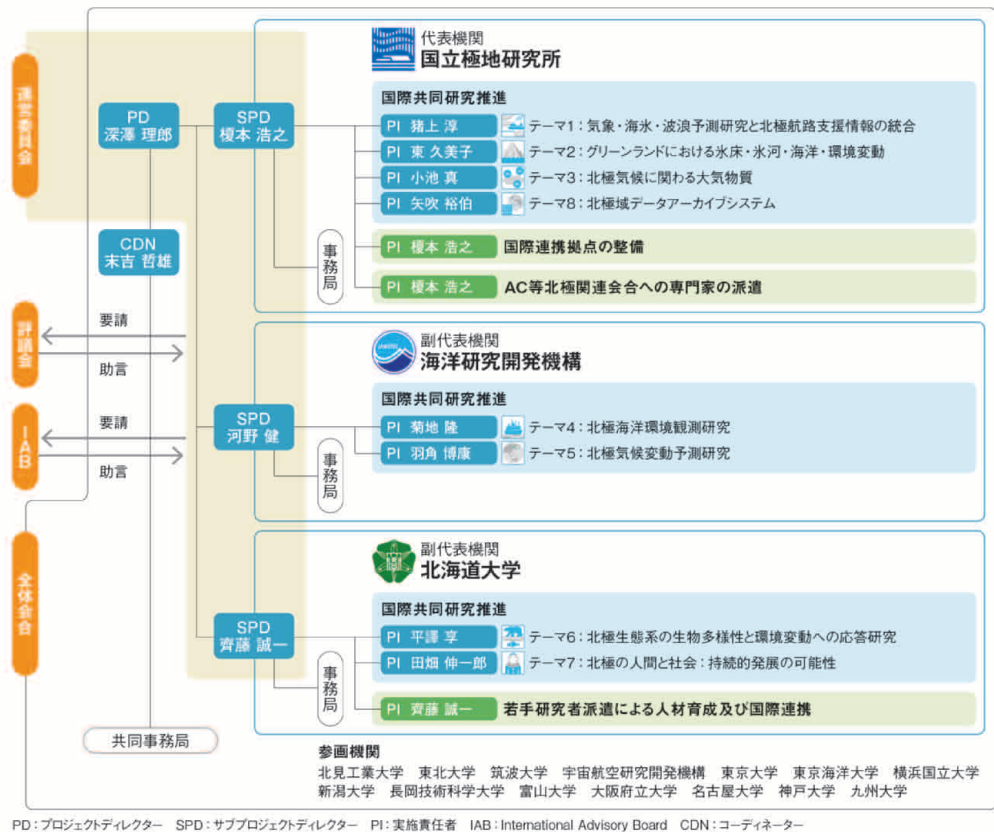 運営委員会
PD
深澤 理郎
SPD
榎本 浩之
CDN
末吉 哲雄
代表機関
国立極地研究所
国際共同研究推進
PI 猪上 淳 テーマ1：気象・海氷・波浪予測研究と北極航路支援情報の統合
PI 東 久美子 テーマ2：グリーンランドにおける氷床・氷河・海洋・環境変動
PI 小池 真 テーマ3：北極気候に関わる大気物質
PI 矢吹 裕伯 テーマ8：北極域データアーカイブシステム
事務局
PI 榎本 浩之 国際連携拠点の整備
PI 榎本 浩之 AC等北極関連会合への専門家の派遣
評議会
要請
助言
IAB
要請
助言
SPD
河野 健
副代表機関
海洋研究開発機構
国際共同研究推進
PI 菊地 隆 テーマ4：北極海洋環境観測研究
PI 羽角 博康 テーマ5：北極気候変動予測研究
事務局
全体会合
SPD
齊藤 誠一
副代表機関
北海道大学
国際共同研究推進
PI 平譯 享 テーマ6：北極生態系の生物多様性と環境変動への応答研究
PI 田畑 伸一郎 テーマ7：北極の人間と社会：持続的発展の可能性
事務局
PI 齊藤 誠一 若手研究者派遣による人材育成及び国際連携
共同事務局
参画機関
北見工業大学 東北大学 筑波大学 宇宙航空研究開発機構 東京大学 東京海洋大学 横浜国立大学
新潟大学 長岡技術科学大学 富山大学 大阪府立大学 名古屋大学 神戸大学 九州大学
PD：プロジェクトディレクター SPD：サブプロジェクトディレクター PI：実施責任者 IAB：International Advisory Board CDN：コーディネーター